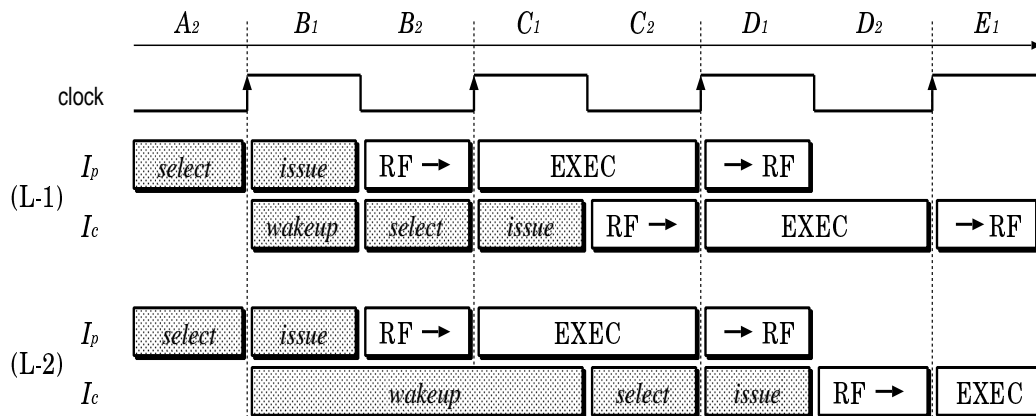 A2 B1 B2 C1 C2 D1 D2 E1
clock
(L-1)
Ip select issue RF → EXEC → RF
Ic wakeup select issue RF → EXEC → RF
(L-2)
Ip select issue RF → EXEC → RF
Ic wakeup select issue RF → EXEC